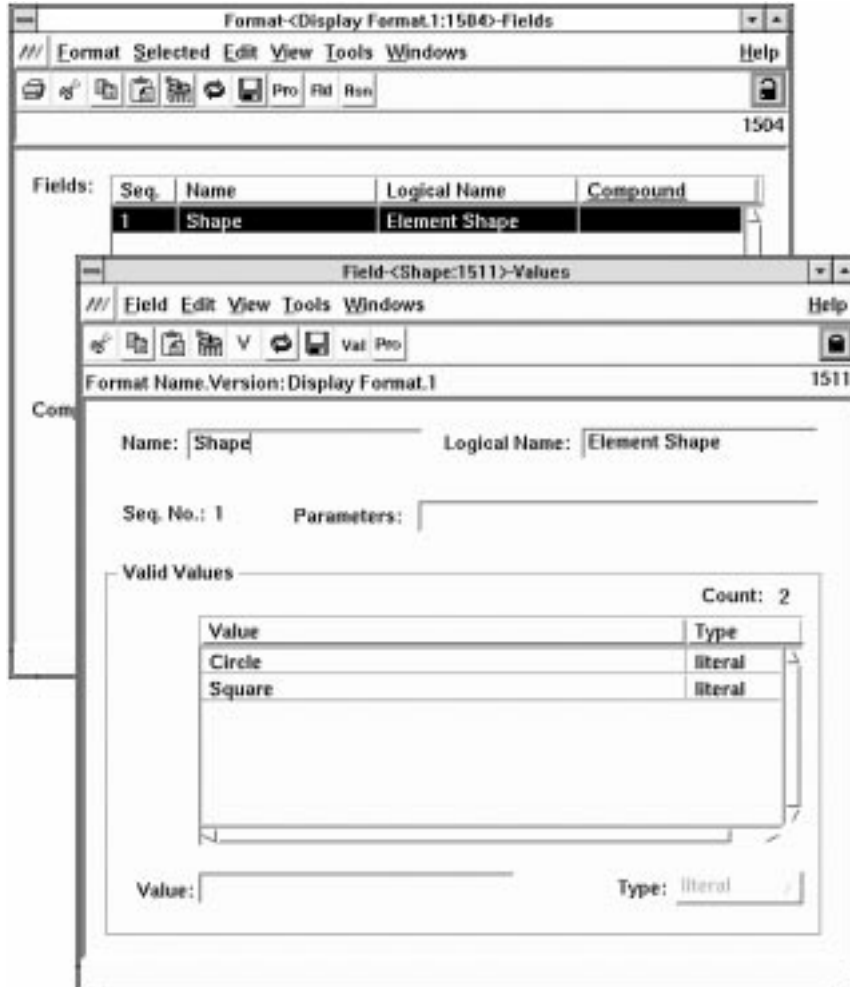 Format-<Display Format.1:1504>-Fields
/// Format Selected Edit View Tools Windows Help
Pro Fld Rsn
1504
Fields: Seq. Name Logical Name Compound
1 Shape Element Shape
Field-<Shape:1511>-Values
/// Field Edit View Tools Windows Help
V Val Pro
Format Name.Version: Display Format.1 1511
Com
Name: Shape Logical Name: Element Shape
Seq. No.: 1 Parameters:
Valid Values
Count: 2
Value Type
Circle literal
Square literal
Value: Type: literal